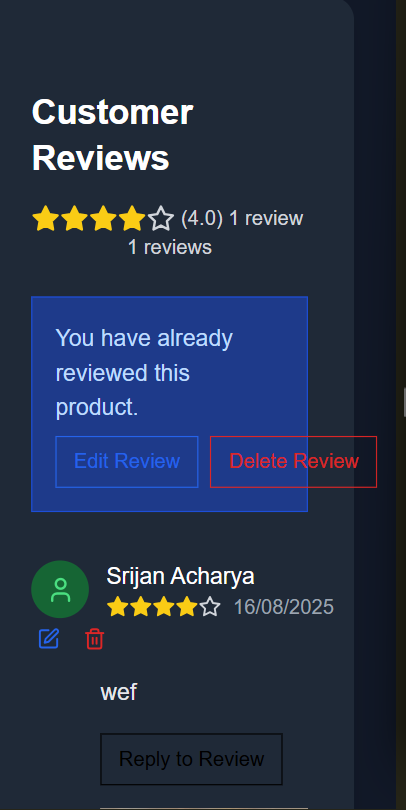 Customer
Reviews
(4.0) 1 review
1 reviews
You have already
reviewed this
product.
Edit Review Delete Review
Srijan Acharya
16/08/2025
wef
Reply to Review